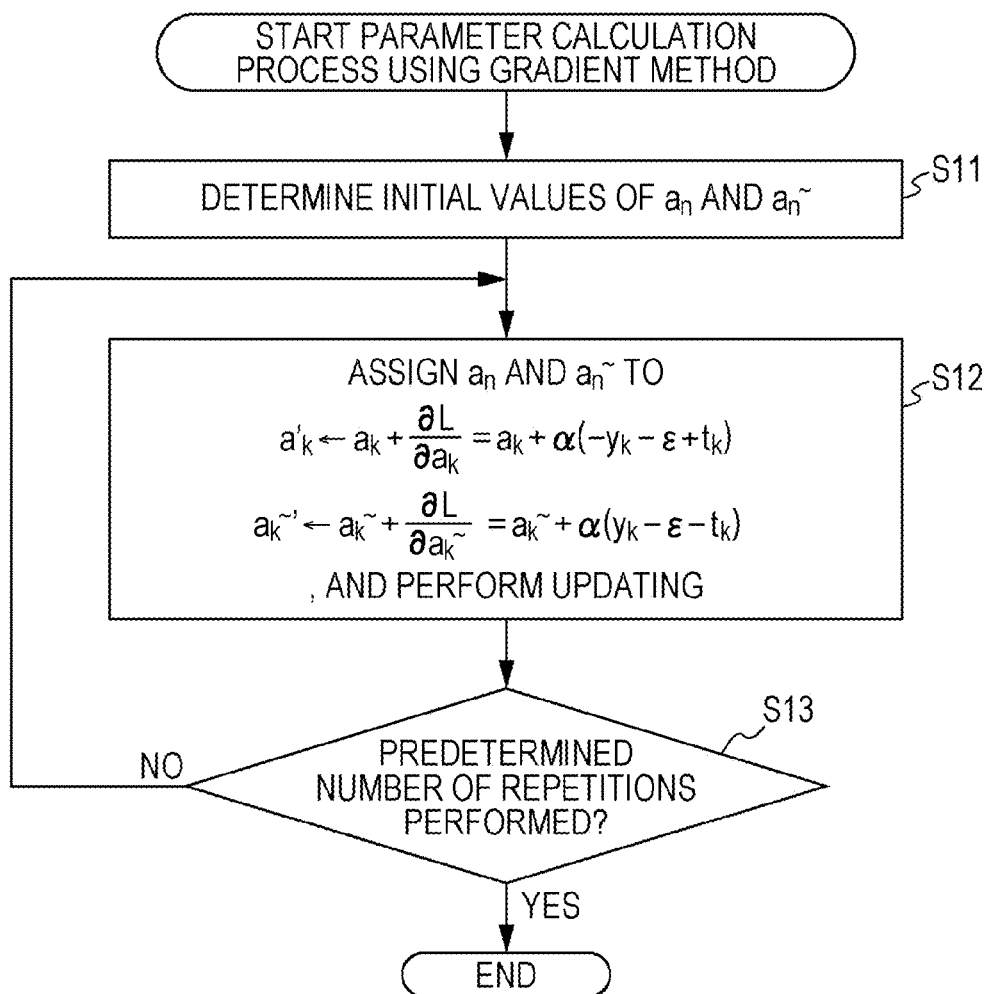 START PARAMETER CALCULATION
PROCESS USING GRADIENT METHOD
S11
DETERMINE INITIAL VALUES OF aₙ AND aₙ~
S12
ASSIGN aₙ AND aₙ~ TO
a'ₖ ← aₖ + ∂L/∂aₖ = aₖ + α(-yₖ - ε + tₖ)
aₖ~' ← aₖ~ + ∂L/∂aₖ~ = aₖ~ + α(yₖ - ε - tₖ)
, AND PERFORM UPDATING
S13
NO
PREDETERMINED
NUMBER OF REPETITIONS
PERFORMED?
YES
END